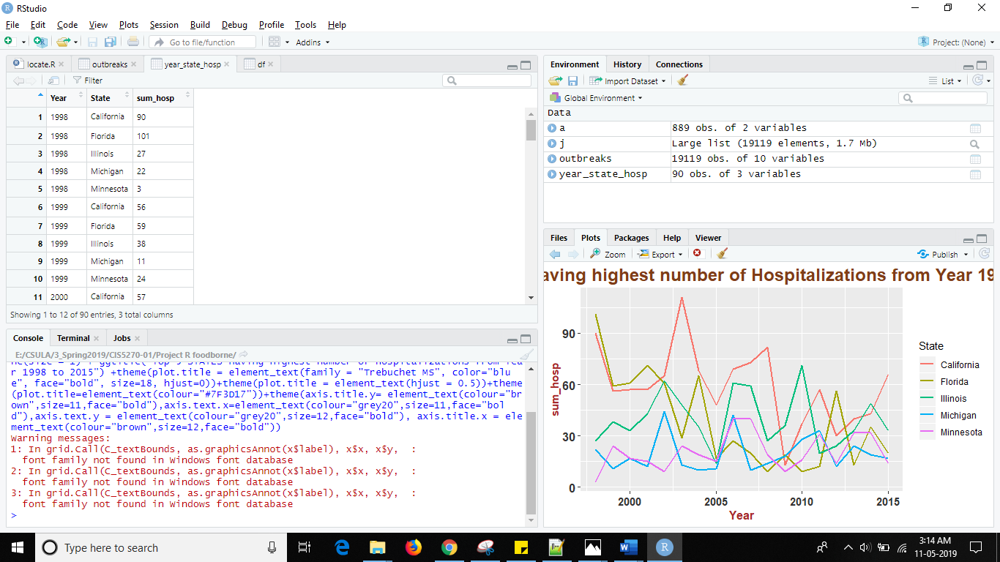 RStudio
File Edit Code View Plots Session Build Debug Profile Tools Help
Go to file/function Addins Project: (None)
locate.R outbreaks year_state_hosp df
Filter
Year State sum_hosp
1 1998 California 90
2 1998 Florida 101
3 1998 Illinois 27
4 1998 Michigan 22
5 1998 Minnesota 3
6 1999 California 56
7 1999 Florida 59
8 1999 Illinois 38
9 1999 Michigan 11
10 1999 Minnesota 24
11 2000 California 57
Showing 1 to 12 of 90 entries, 3 total columns
Console Terminal Jobs
E:/CSULA/3_Spring2019/CIS5270-01/Project R foodborne/
r 1998 to 2015") +theme(plot.title = element_text(family = "Trebuchet MS", color="blu
e", face="bold", size=18, hjust=0))+theme(plot.title = element_text(hjust = 0.5))+theme
(plot.title=element_text(colour="#7F3D17"))+theme(axis.title.y= element_text(colour="br
own",size=11,face="bold"),axis.text.x=element_text(colour="grey20",size=11,face="bol
d"),axis.text.y = element_text(colour="grey20",size=12,face="bold"), axis.title.x = ele
ment_text(colour="brown",size=12,face="bold"))
Warning messages:
1: In grid.Call(C_textBounds, as.graphicsAnnot(x$label), x$x, x$y, :
font family not found in Windows font database
2: In grid.Call(C_textBounds, as.graphicsAnnot(x$label), x$x, x$y, :
font family not found in Windows font database
3: In grid.Call(C_textBounds, as.graphicsAnnot(x$label), x$x, x$y, :
font family not found in Windows font database
>
Environment History Connections
Import Dataset List
Global Environment
Data
a 889 obs. of 2 variables
j Large list (19119 elements, 1.7 Mb)
outbreaks 19119 obs. of 10 variables
year_state_hosp 90 obs. of 3 variables
Files Plots Packages Help Viewer
Zoom Export Publish
aving highest number of Hospitalizations from Year 19
90
60
30
0
sum_hosp
2000 2005 2010 2015
Year
State
California
Florida
Illinois
Michigan
Minnesota
Type here to search
3:14 AM
11-05-2019